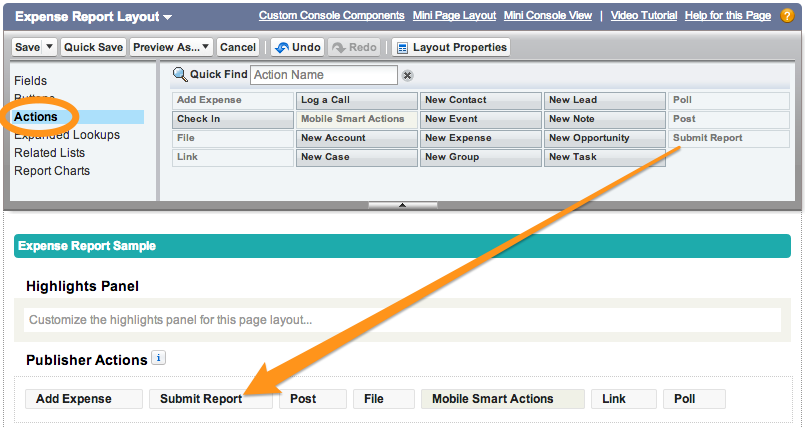 Expense Report Layout Custom Console Components Mini Page Layout Mini Console View | Video Tutorial Help for this Page ?
Save Quick Save Preview As... Cancel Undo Redo Layout Properties
Fields
Buttons
Actions
Expanded Lookups
Related Lists
Report Charts
Quick Find Action Name
Add Expense Log a Call New Contact New Lead Poll
Check In Mobile Smart Actions New Event New Note Post
File New Account New Expense New Opportunity Submit Report
Link New Case New Group New Task
Expense Report Sample
Highlights Panel
Customize the highlights panel for this page layout...
Publisher Actions i
Add Expense Submit Report Post File Mobile Smart Actions Link Poll